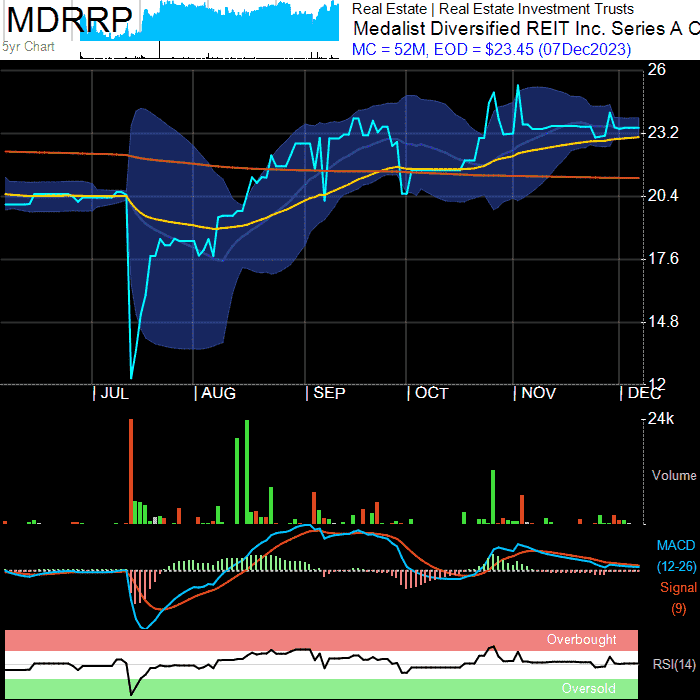 MDRRP
5yr Chart
Real Estate | Real Estate Investment Trusts
Medalist Diversified REIT Inc. Series A C
MC = 52M, EOD = $23.45 (07Dec2023)
26
23.2
20.4
17.6
14.8
12
JUL
AUG
SEP
OCT
NOV
DEC
24k
Volume
MACD
(12-26)
Signal
(9)
Overbought
RSI(14)
Oversold